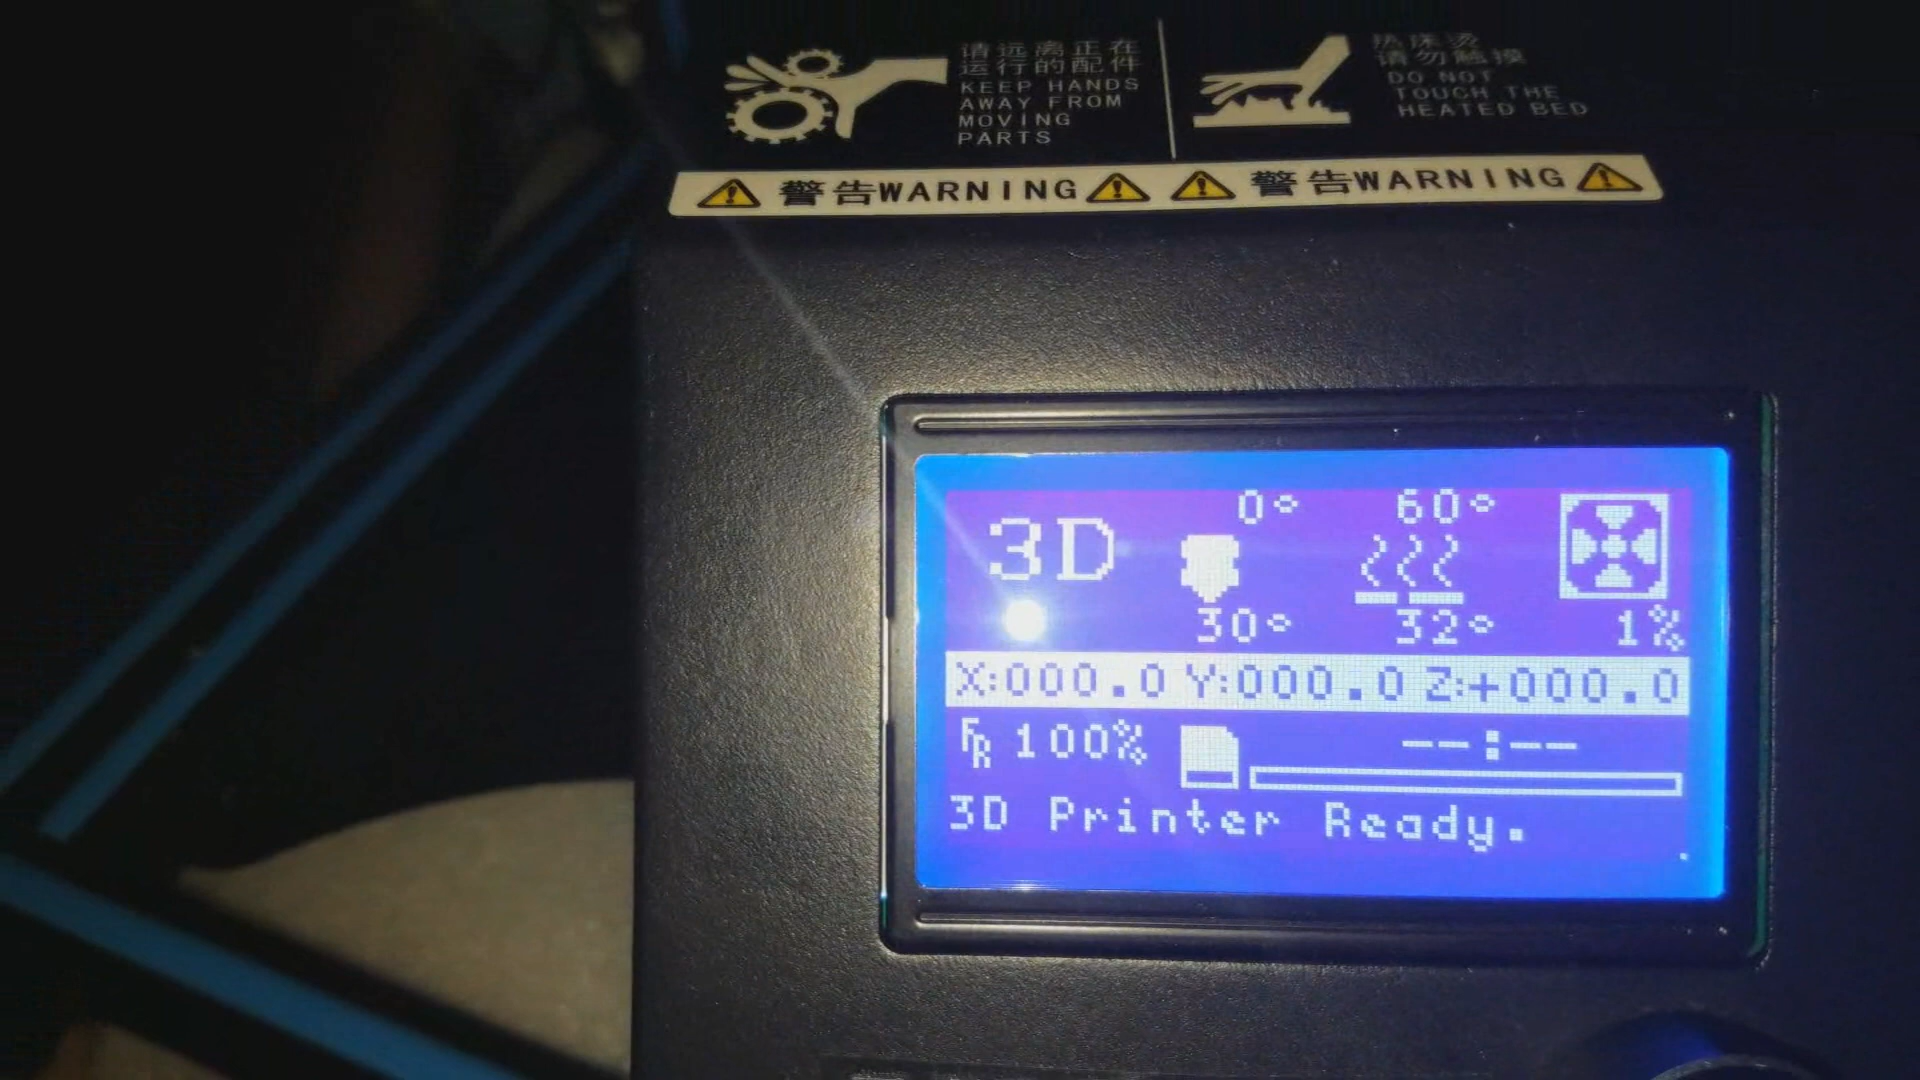 请远离正在
运行的配件
KEEP HANDS
AWAY FROM
MOVING
PARTS
热床烫
请勿触摸
DO NOT
TOUCH THE
HEATED BED
警告WARNING
警告WARNING
0° 60°
3D
30° 32° 1%
X:000.0 Y:000.0 Z:+000.0
FR 100% --:--
3D Printer Ready.